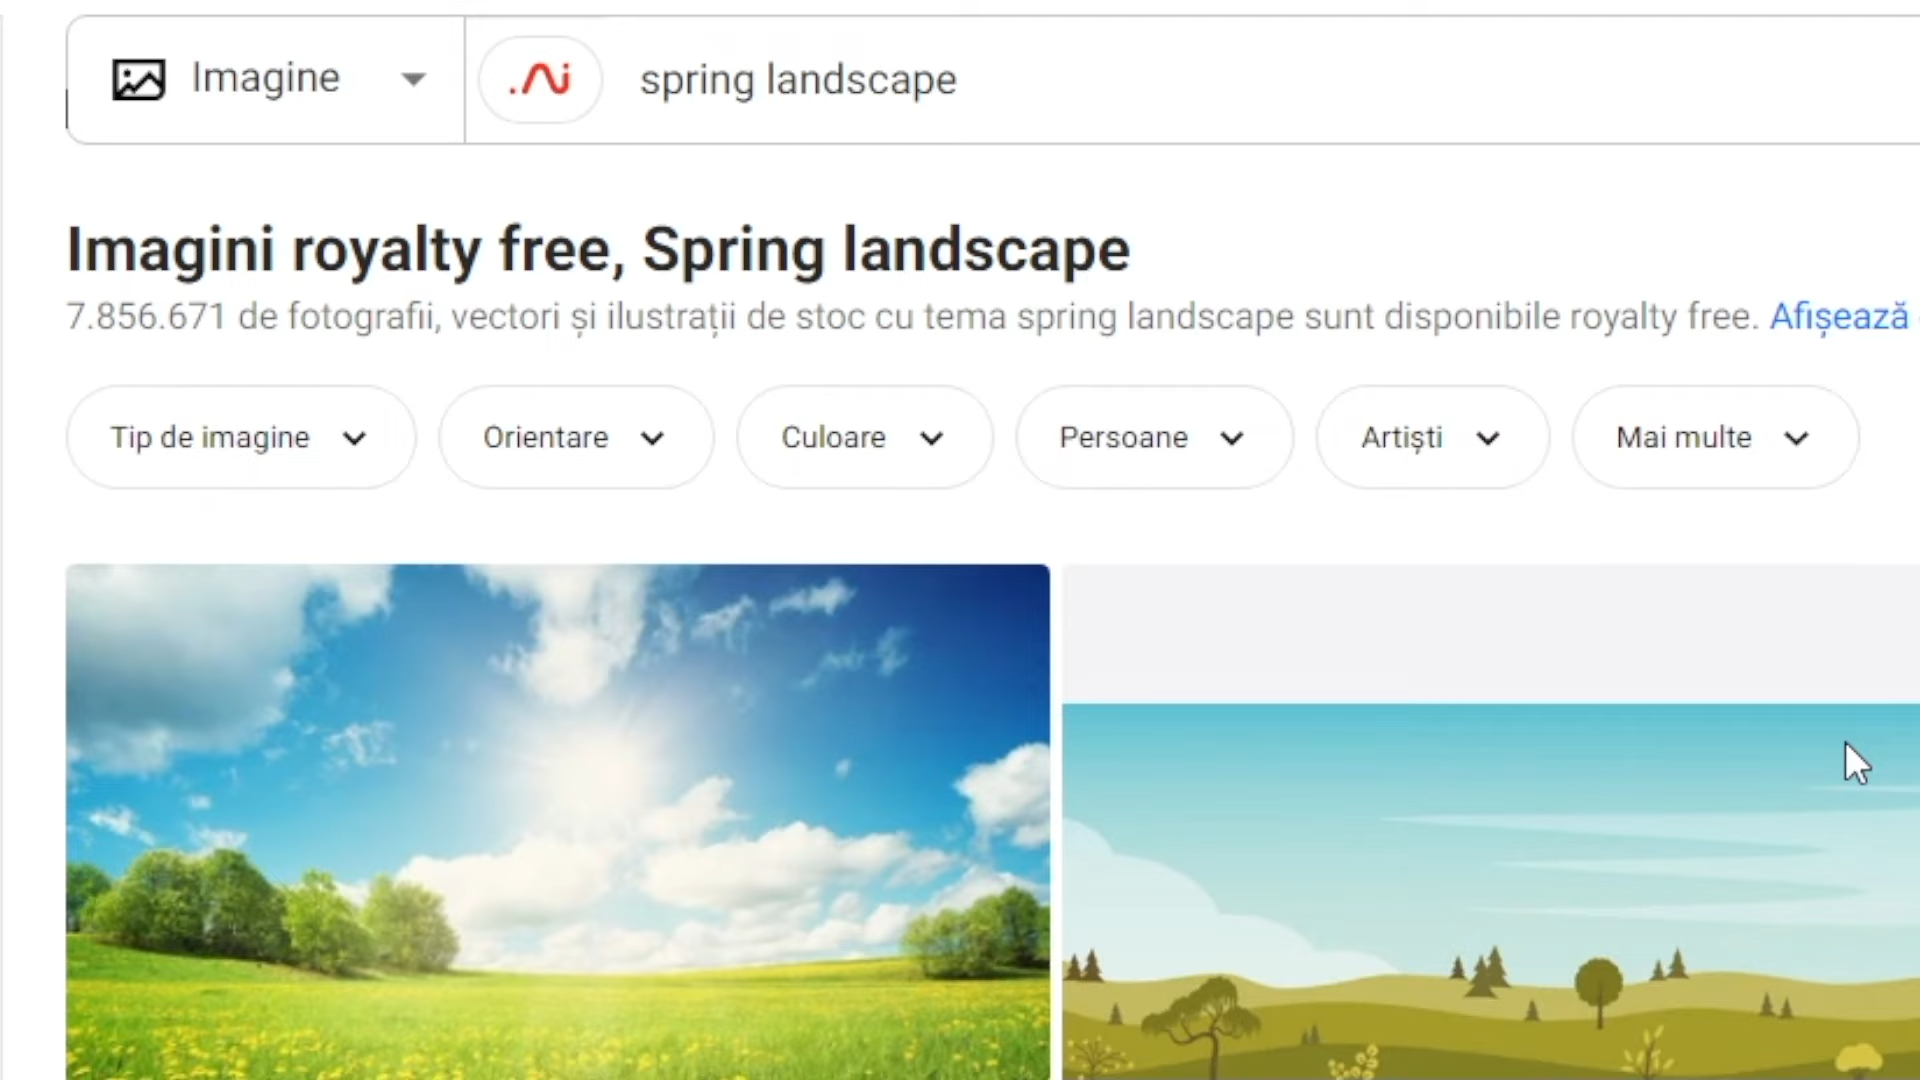 Imagine
spring landscape
Imagini royalty free, Spring landscape
7.856.671 de fotografii, vectori și ilustrații de stoc cu tema spring landscape sunt disponibile royalty free. Afișează
Tip de imagine
Orientare
Culoare
Persoane
Artiști
Mai multe